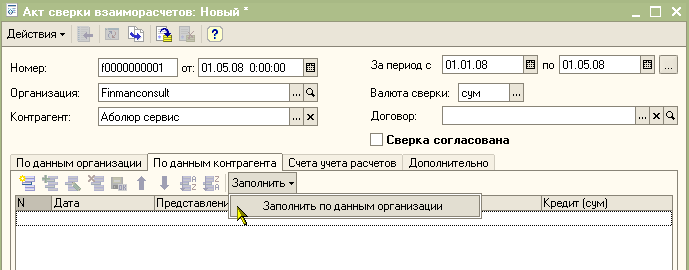 Акт сверки взаиморасчетов: Новый *
Действия
Номер: f0000000001 от: 01.05.08 0:00:00 За период с 01.01.08 по 01.05.08 ...
Организация: Finmanconsult ... Валюта сверки: сум ...
Контрагент: Аболюр сервис ... Договор: ...
Сверка согласована
По данным организации По данным контрагента Счета учета расчетов Дополнительно
Заполнить
N Дата Кредит (сум)
Заполнить по данным организации